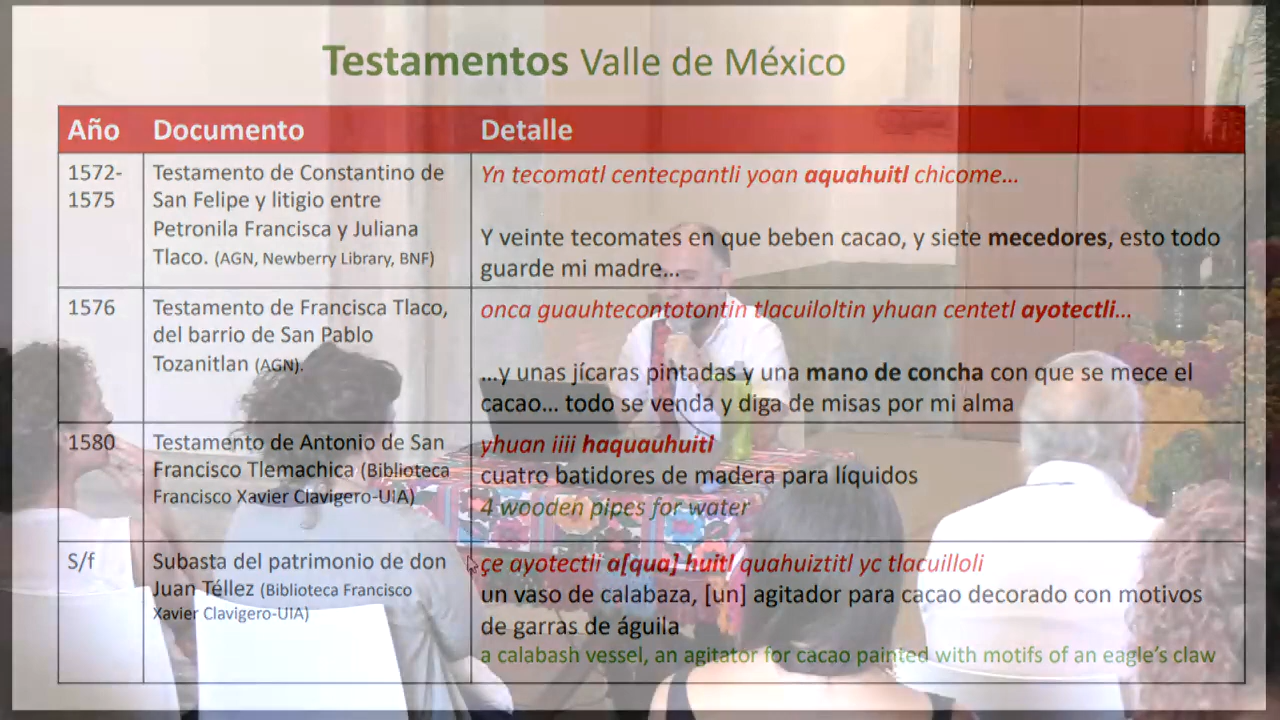 Testamentos Valle de México
Año Documento Detalle
1572-
1575
Testamento de Constantino de
San Felipe y litigio entre
Petronila Francisca y Juliana
Tlaco. (AGN, Newberry Library, BNF)
Yn tecomatl centecpantli yoan aquahuitl chicome...
Y veinte tecomates en que beben cacao, y siete mecedores, esto todo
guarde mi madre...
1576
Testamento de Francisca Tlaco,
del barrio de San Pablo
Tozanitlan (AGN).
onca guauhtecontotontin tlacuiloltin yhuan centetl ayotectli...
...y unas jícaras pintadas y una mano de concha con que se mece el
cacao... todo se venda y diga de misas por mi alma
1580
Testamento de Antonio de San
Francisco Tlemachica (Biblioteca
Francisco Xavier Clavigero-UIA)
yhuan iiii haquauhuitl
cuatro batidores de madera para líquidos
4 wooden pipes for water
S/f
Subasta del patrimonio de don
Juan Téllez (Biblioteca Francisco
Xavier Clavigero-UIA)
çe ayotectli a[qua] huitl quahuiztitl yc tlacuilloli
un vaso de calabaza, [un] agitador para cacao decorado con motivos
de garras de águila
a calabash vessel, an agitator for cacao painted with motifs of an eagle's claw